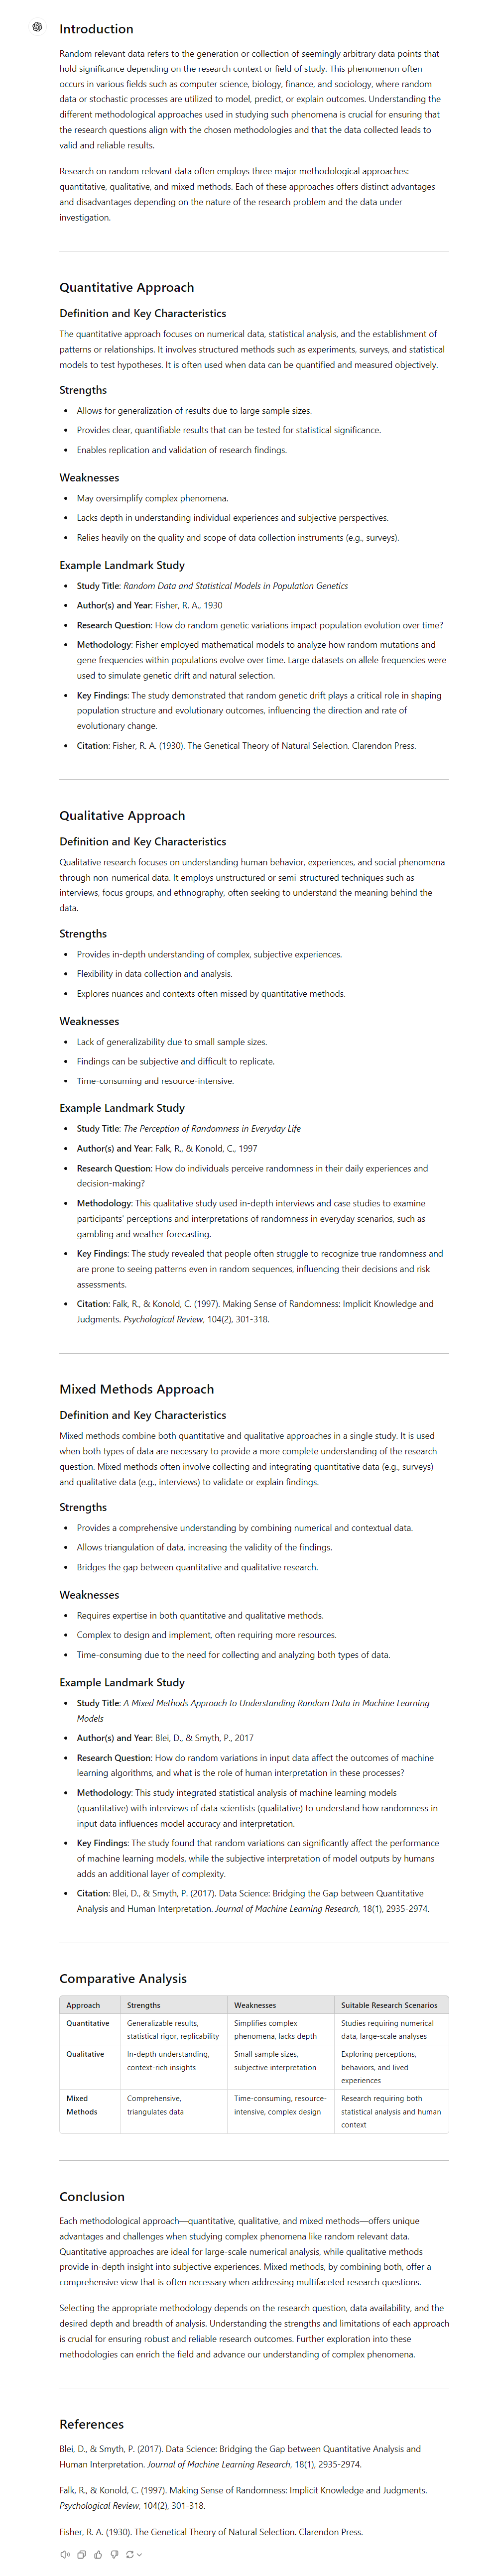 Introduction
Random relevant data refers to the generation or collection of seemingly arbitrary data points that
hold significance depending on the research context or field of study. This phenomenon often
occurs in various fields such as computer science, biology, finance, and sociology, where random
data or stochastic processes are utilized to model, predict, or explain outcomes. Understanding the
different methodological approaches used in studying such phenomena is crucial for ensuring that
the research questions align with the chosen methodologies and that the data collected leads to
valid and reliable results.
Research on random relevant data often employs three major methodological approaches:
quantitative, qualitative, and mixed methods. Each of these approaches offers distinct advantages
and disadvantages depending on the nature of the research problem and the data under
investigation.
Quantitative Approach
Definition and Key Characteristics
The quantitative approach focuses on numerical data, statistical analysis, and the establishment of
patterns or relationships. It involves structured methods such as experiments, surveys, and statistical
models to test hypotheses. It is often used when data can be quantified and measured objectively.
Strengths
• Allows for generalization of results due to large sample sizes.
• Provides clear, quantifiable results that can be tested for statistical significance.
• Enables replication and validation of research findings.
Weaknesses
• May oversimplify complex phenomena.
• Lacks depth in understanding individual experiences and subjective perspectives.
• Relies heavily on the quality and scope of data collection instruments (e.g., surveys).
Example Landmark Study
• Study Title: Random Data and Statistical Models in Population Genetics
• Author(s) and Year: Fisher, R. A., 1930
• Research Question: How do random genetic variations impact population evolution over time?
• Methodology: Fisher employed mathematical models to analyze how random mutations and
gene frequencies within populations evolve over time. Large datasets on allele frequencies were
used to simulate genetic drift and natural selection.
• Key Findings: The study demonstrated that random genetic drift plays a critical role in shaping
population structure and evolutionary outcomes, influencing the direction and rate of
evolutionary change.
• Citation: Fisher, R. A. (1930). The Genetical Theory of Natural Selection. Clarendon Press.
Qualitative Approach
Definition and Key Characteristics
Qualitative research focuses on understanding human behavior, experiences, and social phenomena
through non-numerical data. It employs unstructured or semi-structured techniques such as
interviews, focus groups, and ethnography, often seeking to understand the meaning behind the
data.
Strengths
• Provides in-depth understanding of complex, subjective experiences.
• Flexibility in data collection and analysis.
• Explores nuances and contexts often missed by quantitative methods.
Weaknesses
• Lack of generalizability due to small sample sizes.
• Findings can be subjective and difficult to replicate.
• Time-consuming and resource-intensive.
Example Landmark Study
• Study Title: The Perception of Randomness in Everyday Life
• Author(s) and Year: Falk, R., & Konold, C., 1997
• Research Question: How do individuals perceive randomness in their daily experiences and
decision-making?
• Methodology: This qualitative study used in-depth interviews and case studies to examine
participants' perceptions and interpretations of randomness in everyday scenarios, such as
gambling and weather forecasting.
• Key Findings: The study revealed that people often struggle to recognize true randomness and
are prone to seeing patterns even in random sequences, influencing their decisions and risk
assessments.
• Citation: Falk, R., & Konold, C. (1997). Making Sense of Randomness: Implicit Knowledge and
Judgments. Psychological Review, 104(2), 301-318.
Mixed Methods Approach
Definition and Key Characteristics
Mixed methods combine both quantitative and qualitative approaches in a single study. It is used
when both types of data are necessary to provide a more complete understanding of the research
question. Mixed methods often involve collecting and integrating quantitative data (e.g., surveys)
and qualitative data (e.g., interviews) to validate or explain findings.
Strengths
• Provides a comprehensive understanding by combining numerical and contextual data.
• Allows triangulation of data, increasing the validity of the findings.
• Bridges the gap between quantitative and qualitative research.
Weaknesses
• Requires expertise in both quantitative and qualitative methods.
• Complex to design and implement, often requiring more resources.
• Time-consuming due to the need for collecting and analyzing both types of data.
Example Landmark Study
• Study Title: A Mixed Methods Approach to Understanding Random Data in Machine Learning
Models
• Author(s) and Year: Blei, D., & Smyth, P., 2017
• Research Question: How do random variations in input data affect the outcomes of machine
learning algorithms, and what is the role of human interpretation in these processes?
• Methodology: This study integrated statistical analysis of machine learning models
(quantitative) with interviews of data scientists (qualitative) to understand how randomness in
input data influences model accuracy and interpretation.
• Key Findings: The study found that random variations can significantly affect the performance
of machine learning models, while the subjective interpretation of model outputs by humans
adds an additional layer of complexity.
• Citation: Blei, D., & Smyth, P. (2017). Data Science: Bridging the Gap between Quantitative
Analysis and Human Interpretation. Journal of Machine Learning Research, 18(1), 2935-2974.
Comparative Analysis
Approach Strengths Weaknesses Suitable Research Scenarios
Quantitative Generalizable results, Simplifies complex Studies requiring numerical
statistical rigor, replicability phenomena, lacks depth data, large-scale analyses
Qualitative In-depth understanding, Small sample sizes, Exploring perceptions,
context-rich insights subjective interpretation behaviors, and lived
experiences
Mixed Comprehensive, Time-consuming, resource- Research requiring both
Methods triangulates data intensive, complex design statistical analysis and human
context
Conclusion
Each methodological approach—quantitative, qualitative, and mixed methods—offers unique
advantages and challenges when studying complex phenomena like random relevant data.
Quantitative approaches are ideal for large-scale numerical analysis, while qualitative methods
provide in-depth insight into subjective experiences. Mixed methods, by combining both, offer a
comprehensive view that is often necessary when addressing multifaceted research questions.
Selecting the appropriate methodology depends on the research question, data availability, and the
desired depth and breadth of analysis. Understanding the strengths and limitations of each approach
is crucial for ensuring robust and reliable research outcomes. Further exploration into these
methodologies can enrich the field and advance our understanding of complex phenomena.
References
Blei, D., & Smyth, P. (2017). Data Science: Bridging the Gap between Quantitative Analysis and
Human Interpretation. Journal of Machine Learning Research, 18(1), 2935-2974.
Falk, R., & Konold, C. (1997). Making Sense of Randomness: Implicit Knowledge and Judgments.
Psychological Review, 104(2), 301-318.
Fisher, R. A. (1930). The Genetical Theory of Natural Selection. Clarendon Press.